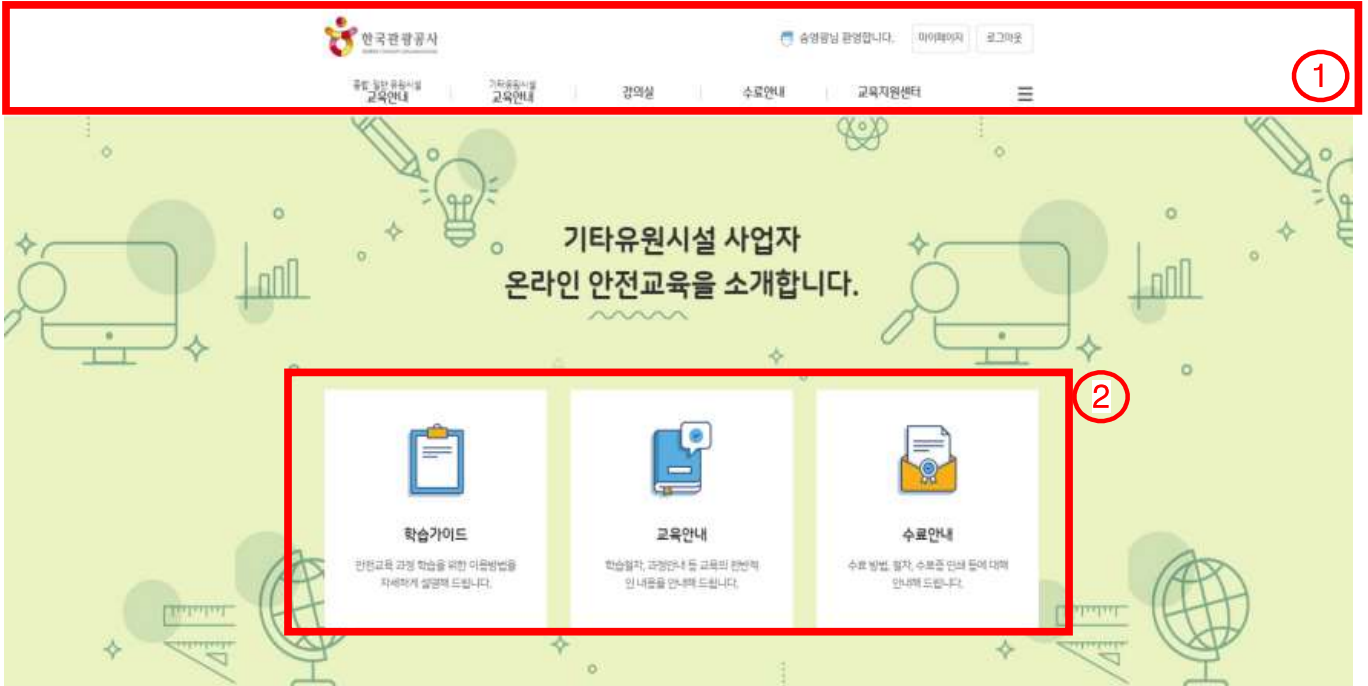 한국관광공사
님 환영합니다. 마이페이지 로그아웃
1
종합·일반 유원시설 기타유원시설
교육안내 교육안내 강의실 수료안내 교육지원센터
기타유원시설 사업자
온라인 안전교육을 소개합니다.
2
학습가이드 교육안내 수료안내
안전교육 과정 학습을 위한 이용방법을 학습절차, 과정안내 등 교육의 전반적 수료 방법, 절차, 수료증 인쇄 등에 대해
자세하게 설명해 드립니다. 인 내용을 안내해 드립니다. 안내해 드립니다.